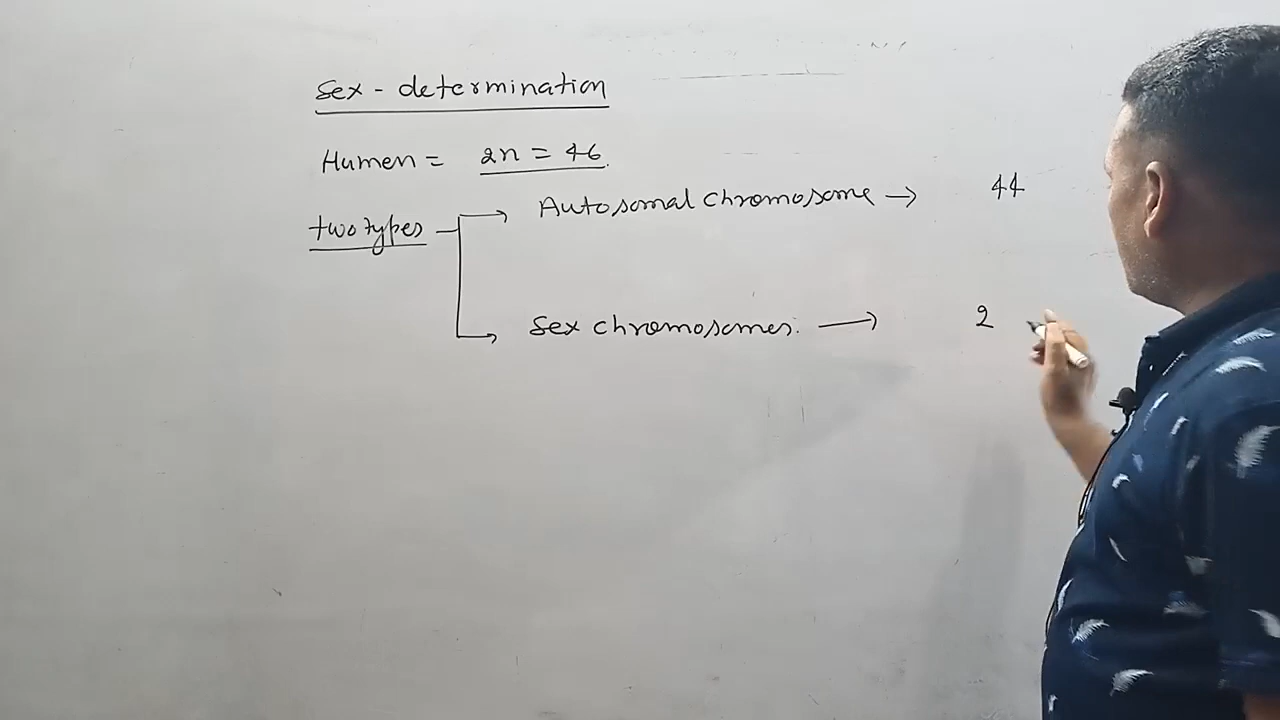 Sex - determination
Humen = 2n = 46.
two types
Autosomal chromosome → 44
Sex chromosomes. → 2